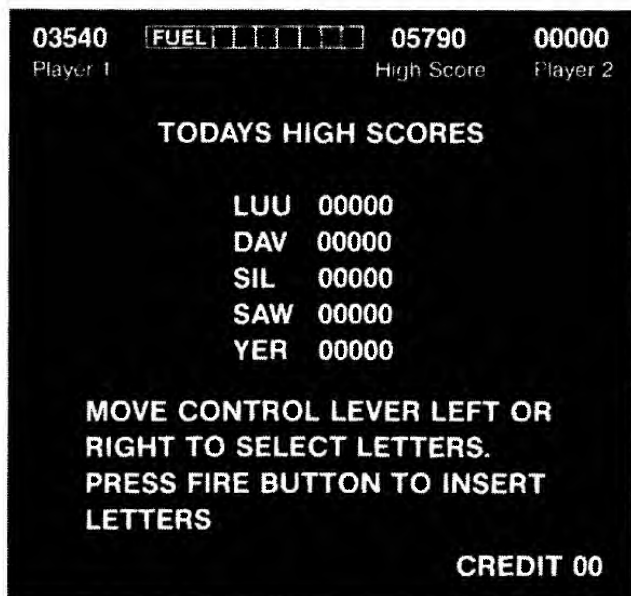 03540 FUEL 05790 00000
Player 1 High Score Player 2
TODAYS HIGH SCORES
LUU 00000
DAV 00000
SIL 00000
SAW 00000
YER 00000
MOVE CONTROL LEVER LEFT OR
RIGHT TO SELECT LETTERS.
PRESS FIRE BUTTON TO INSERT
LETTERS
CREDIT 00